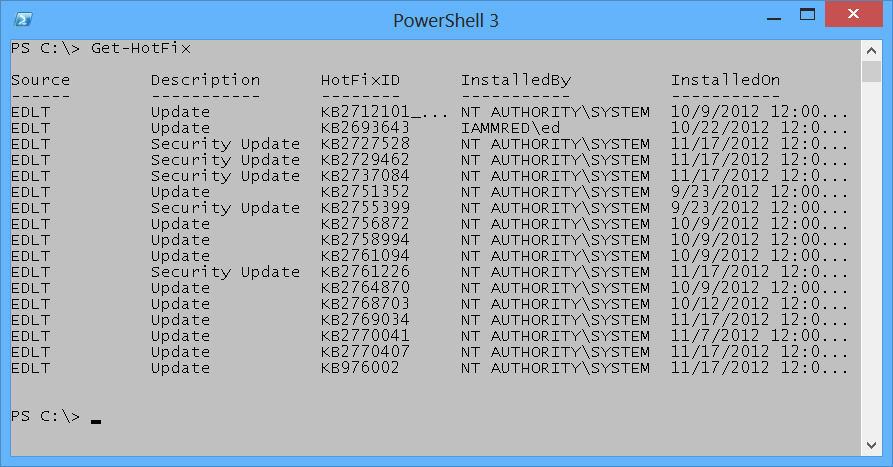 PowerShell 3
PS C:\> Get-HotFix
Source Description HotFixID InstalledBy InstalledOn
------ ----------- -------- ----------- -----------
EDLT Update KB2712101_... NT AUTHORITY\SYSTEM 10/9/2012 12:00...
EDLT Update KB2693643 IAMMRED\ed 10/22/2012 12:0...
EDLT Security Update KB2727528 NT AUTHORITY\SYSTEM 11/17/2012 12:0...
EDLT Security Update KB2729462 NT AUTHORITY\SYSTEM 11/17/2012 12:0...
EDLT Security Update KB2737084 NT AUTHORITY\SYSTEM 11/17/2012 12:0...
EDLT Update KB2751352 NT AUTHORITY\SYSTEM 9/23/2012 12:00...
EDLT Security Update KB2755399 NT AUTHORITY\SYSTEM 9/23/2012 12:00...
EDLT Update KB2756872 NT AUTHORITY\SYSTEM 10/9/2012 12:00...
EDLT Update KB2758994 NT AUTHORITY\SYSTEM 10/9/2012 12:00...
EDLT Update KB2761094 NT AUTHORITY\SYSTEM 10/9/2012 12:00...
EDLT Security Update KB2761226 NT AUTHORITY\SYSTEM 11/17/2012 12:0...
EDLT Update KB2764870 NT AUTHORITY\SYSTEM 10/9/2012 12:00...
EDLT Update KB2768703 NT AUTHORITY\SYSTEM 10/12/2012 12:0...
EDLT Update KB2769034 NT AUTHORITY\SYSTEM 11/17/2012 12:0...
EDLT Update KB2770041 NT AUTHORITY\SYSTEM 11/7/2012 12:00...
EDLT Update KB2770407 NT AUTHORITY\SYSTEM 11/17/2012 12:0...
EDLT Update KB976002 NT AUTHORITY\SYSTEM 11/17/2012 12:0...
PS C:\>